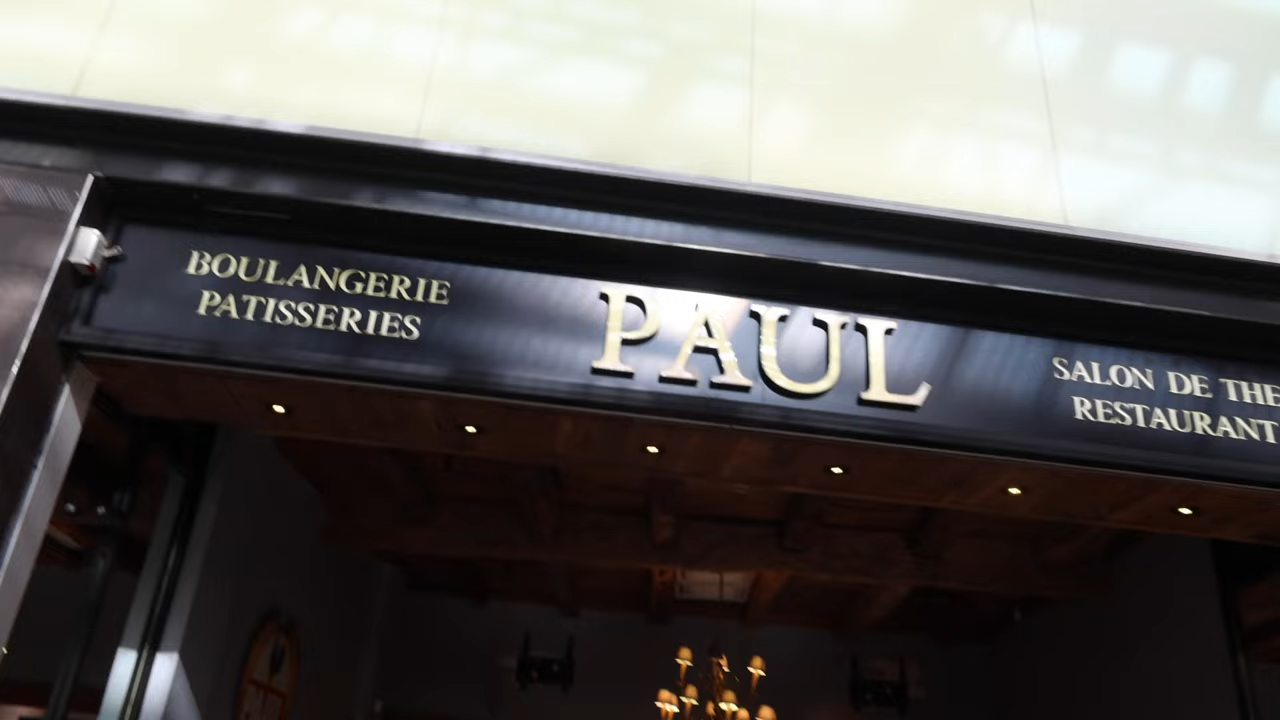 BOULANGERIE
PATISSERIES
PAUL
SALON DE THE
RESTAURANT